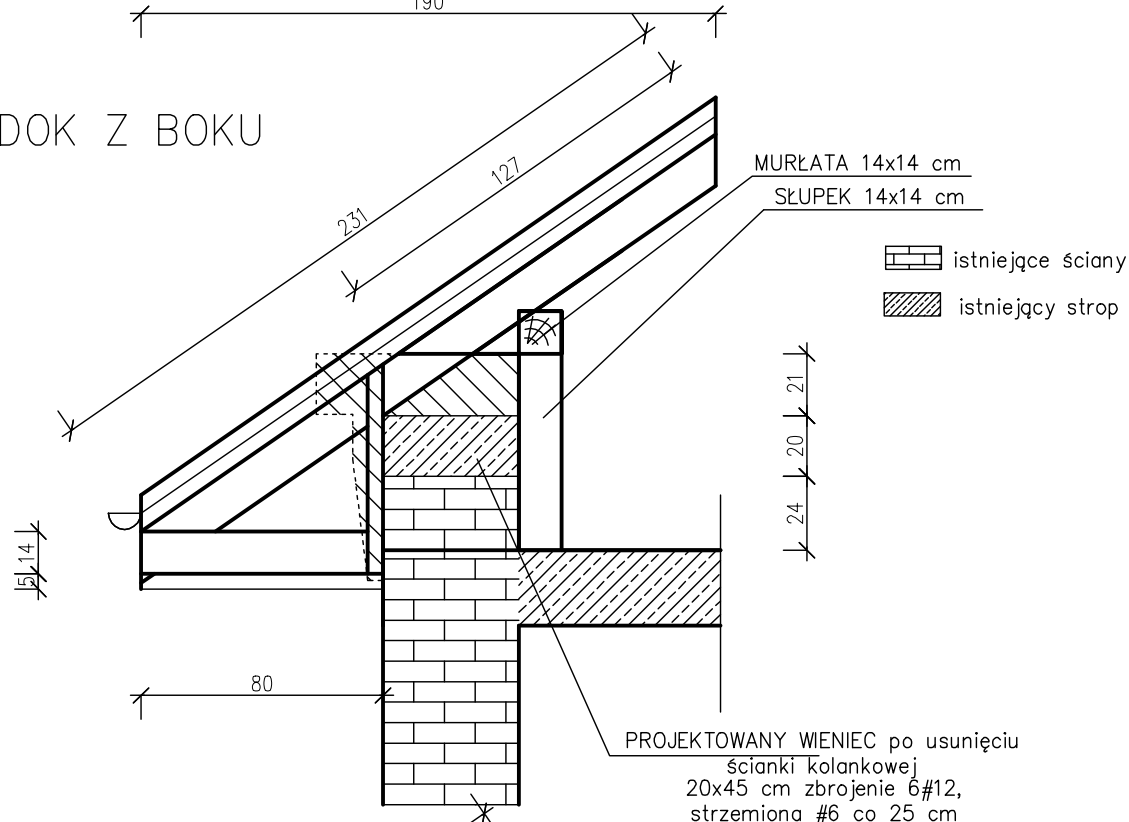 190
DOK Z BOKU
127
231
MURŁATA 14x14 cm
SŁUPEK 14x14 cm
istniejące ściany
istniejący strop
21
20
24
14
5
80
PROJEKTOWANY WIENIEC po usunięciu
ścianki kolankowej
20x45 cm zbrojenie 6#12,
strzemiona #6 co 25 cm